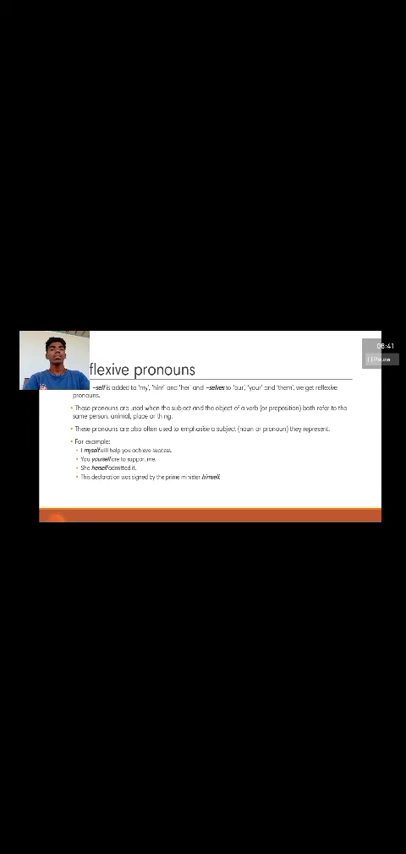 flexive pronouns
–self is added to 'my', 'him' and 'her' and –selves to 'our', 'your' and 'them', we get reflexive
pronouns.
• These pronouns are used when the subject and the object of a verb (or preposition) both refer to the
same person, animal, place or thing.
• These pronouns are also often used to emphasise a subject (noun or pronoun) they represent.
• For example:
• I myself will help you achieve success.
• You yourself are to support me.
• She herself admitted it.
• This declaration was signed by the prime minister himself.
08:41